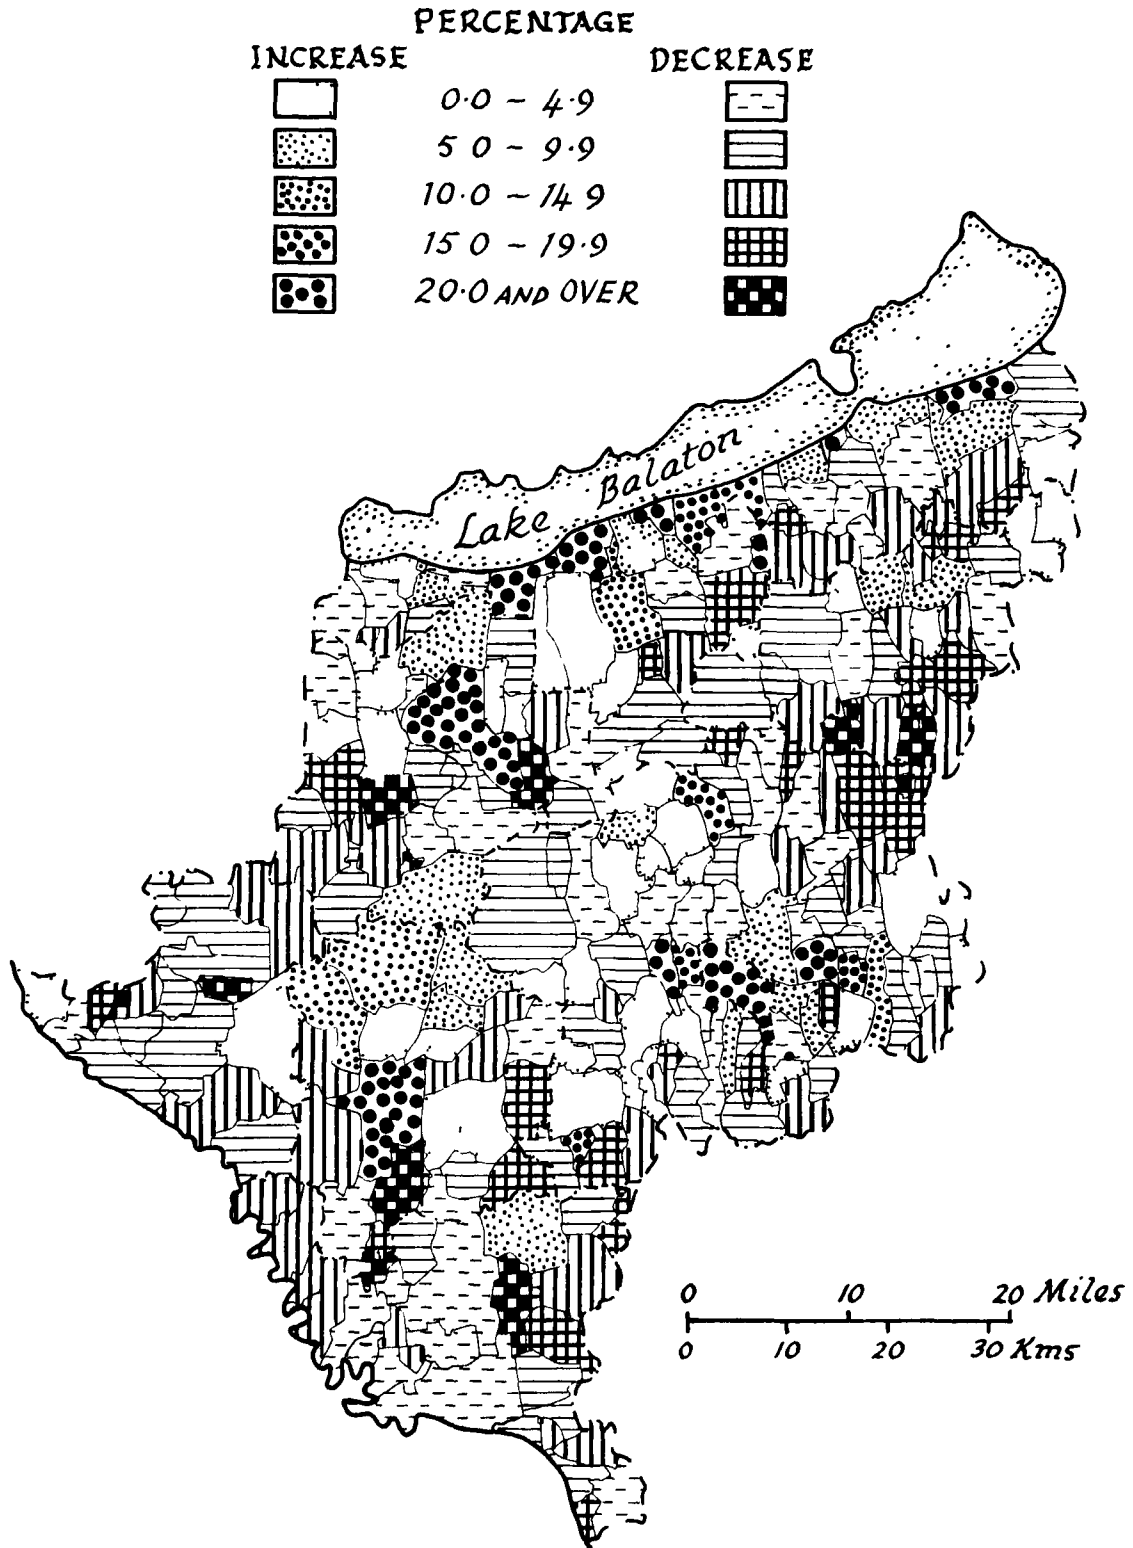 PERCENTAGE
INCREASE DECREASE
0·0 – 4·9
5 0 – 9·9
10·0 – 14 9
15 0 – 19·9
20·0 AND OVER
Lake Balaton
0 10 20 Miles
0 10 20 30 Kms